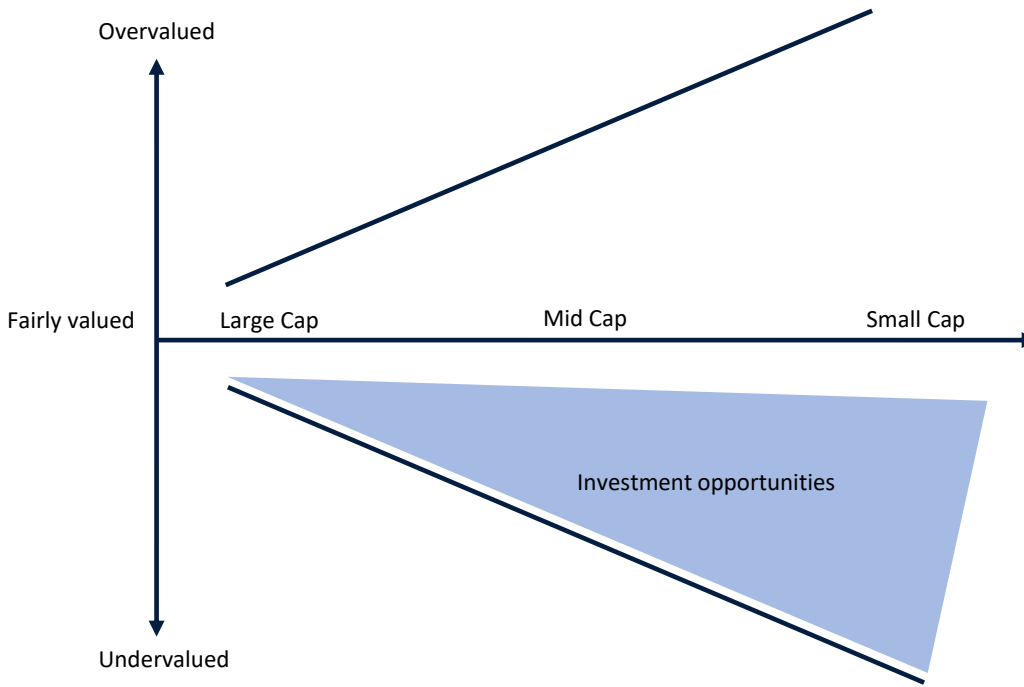 Overvalued
Fairly valued
Large Cap
Mid Cap
Small Cap
Investment opportunities
Undervalued